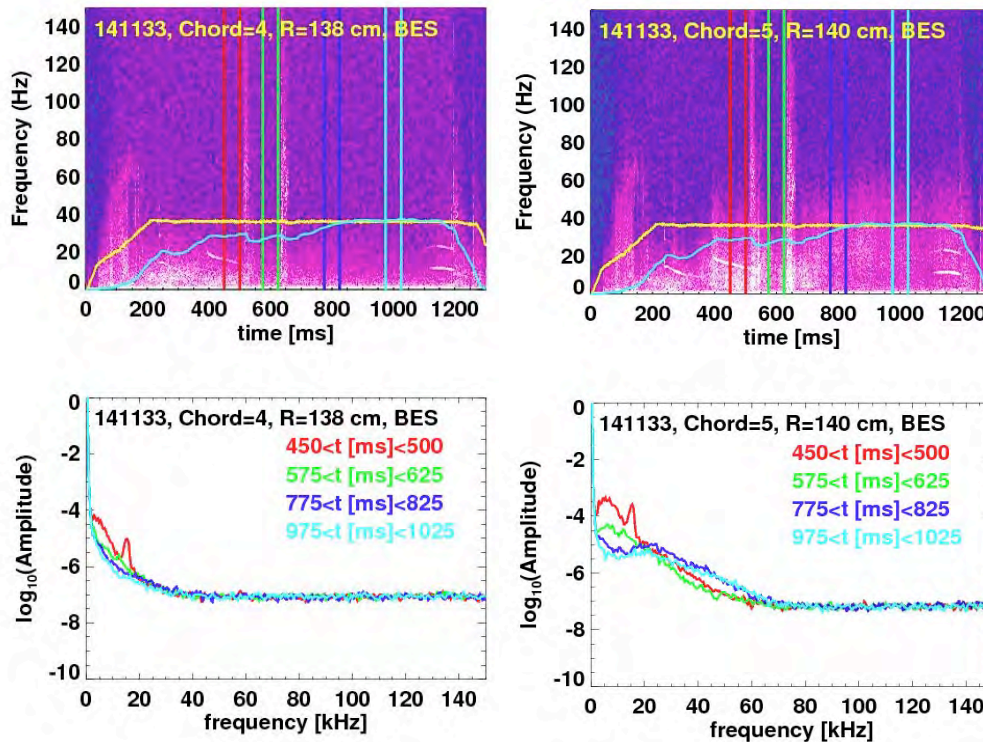 141133, Chord=4, R=138 cm, BES
Frequency (Hz)
140
120
100
80
60
40
20
0
0 200 400 600 800 1000 1200
time [ms]
141133, Chord=5, R=140 cm, BES
Frequency (Hz)
140
120
100
80
60
40
20
0
0 200 400 600 800 1000 1200
time [ms]
141133, Chord=4, R=138 cm, BES
450<t [ms]<500
575<t [ms]<625
775<t [ms]<825
975<t [ms]<1025
log₁₀(Amplitude)
0
-2
-4
-6
-8
-10
0 20 40 60 80 100 120 140
frequency [kHz]
141133, Chord=5, R=140 cm, BES
450<t [ms]<500
575<t [ms]<625
775<t [ms]<825
975<t [ms]<1025
log₁₀(Amplitude)
0
-2
-4
-6
-8
-10
0 20 40 60 80 100 120 140
frequency [kHz]